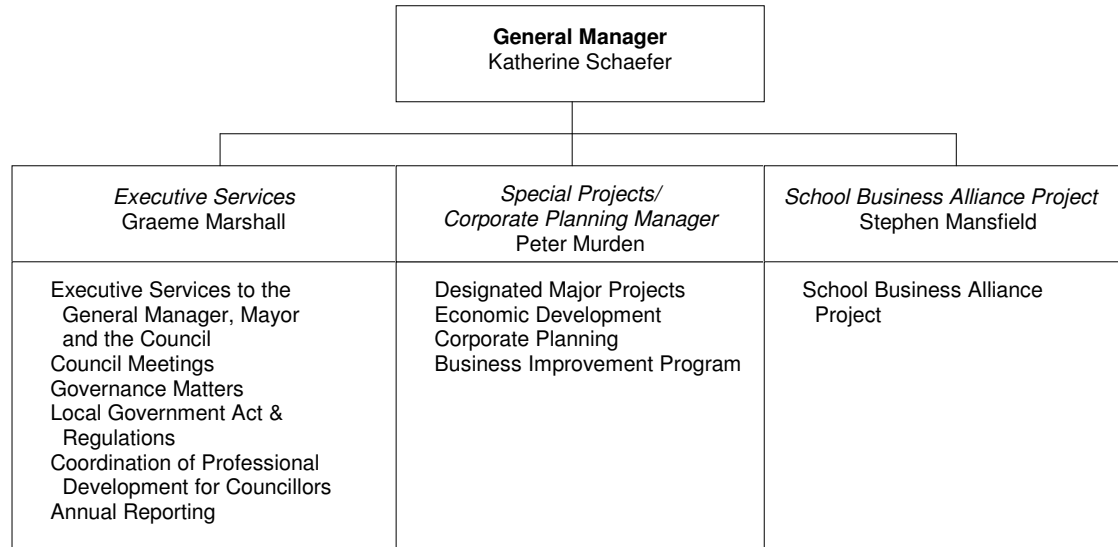 General Manager
Katherine Schaefer
Executive Services
Graeme Marshall
Special Projects/
Corporate Planning Manager
Peter Murden
School Business Alliance Project
Stephen Mansfield
Executive Services to the
General Manager, Mayor
and the Council
Council Meetings
Governance Matters
Local Government Act &
Regulations
Coordination of Professional
Development for Councillors
Annual Reporting
Designated Major Projects
Economic Development
Corporate Planning
Business Improvement Program
School Business Alliance
Project